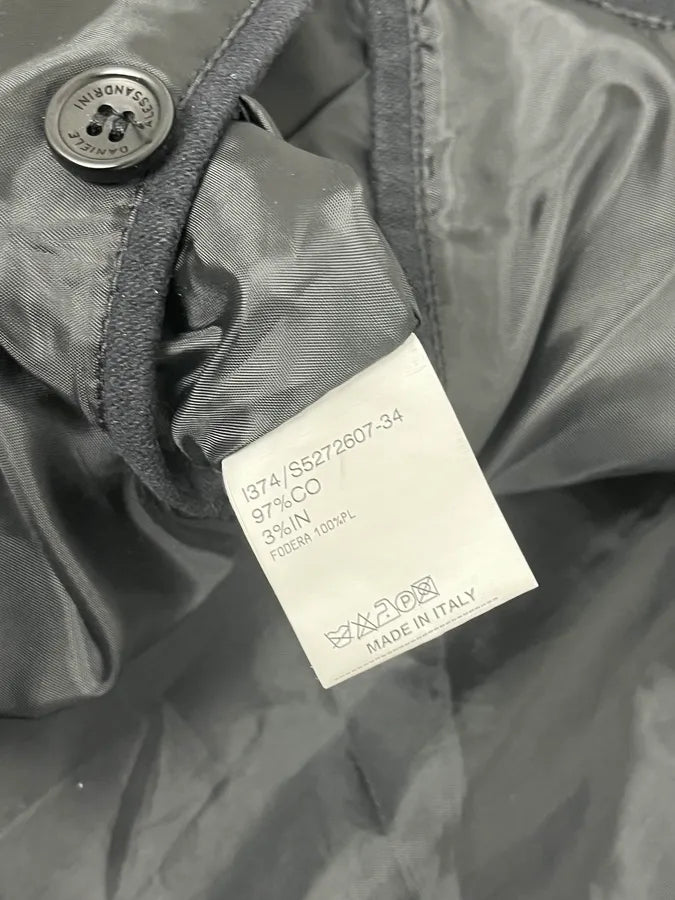 DANIELE
ALESSANDRINI
I374/S5272607-34
97%CO
3%IN
FODERA 100%PL
P
MADE IN ITALY